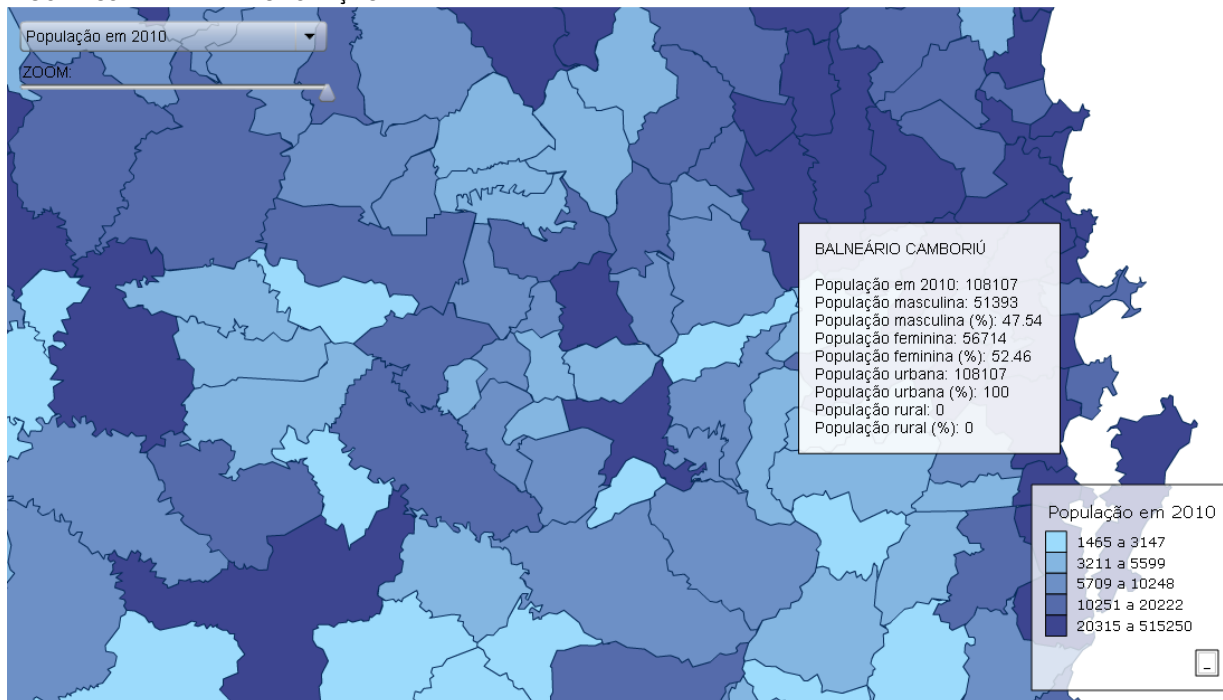 População em 2010
ZOOM:
BALNEÁRIO CAMBORIÚ
População em 2010: 108107
População masculina: 51393
População masculina (%): 47.54
População feminina: 56714
População feminina (%): 52.46
População urbana: 108107
População urbana (%): 100
População rural: 0
População rural (%): 0
População em 2010
1465 a 3147
3211 a 5599
5709 a 10248
10251 a 20222
20315 a 515250